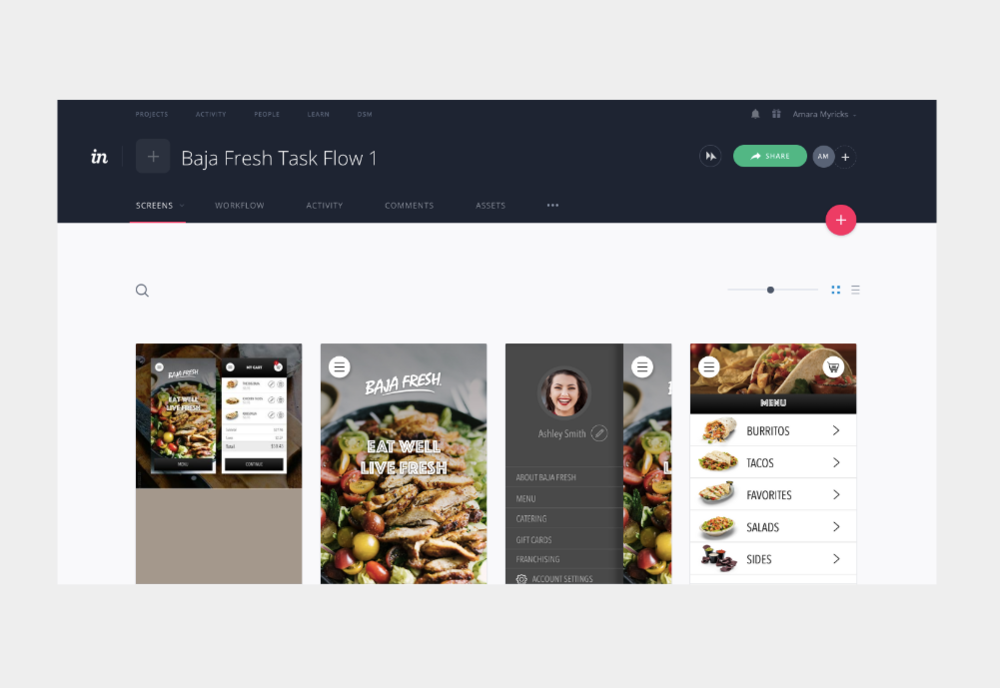 PROJECTS ACTIVITY PEOPLE LEARN DSM Amara Myricks
in Baja Fresh Task Flow 1 SHARE AM
SCREENS WORKFLOW ACTIVITY COMMENTS ASSETS
BAJA FRESH
EAT WELL
LIVE FRESH
MENU
MY CART
Total
CONTINUE
BAJA FRESH
EAT WELL
LIVE FRESH
Ashley Smith
ABOUT BAJA FRESH
MENU
CATERING
GIFT CARDS
FRANCHISING
ACCOUNT SETTINGS
MENU
BURRITOS
TACOS
FAVORITES
SALADS
SIDES